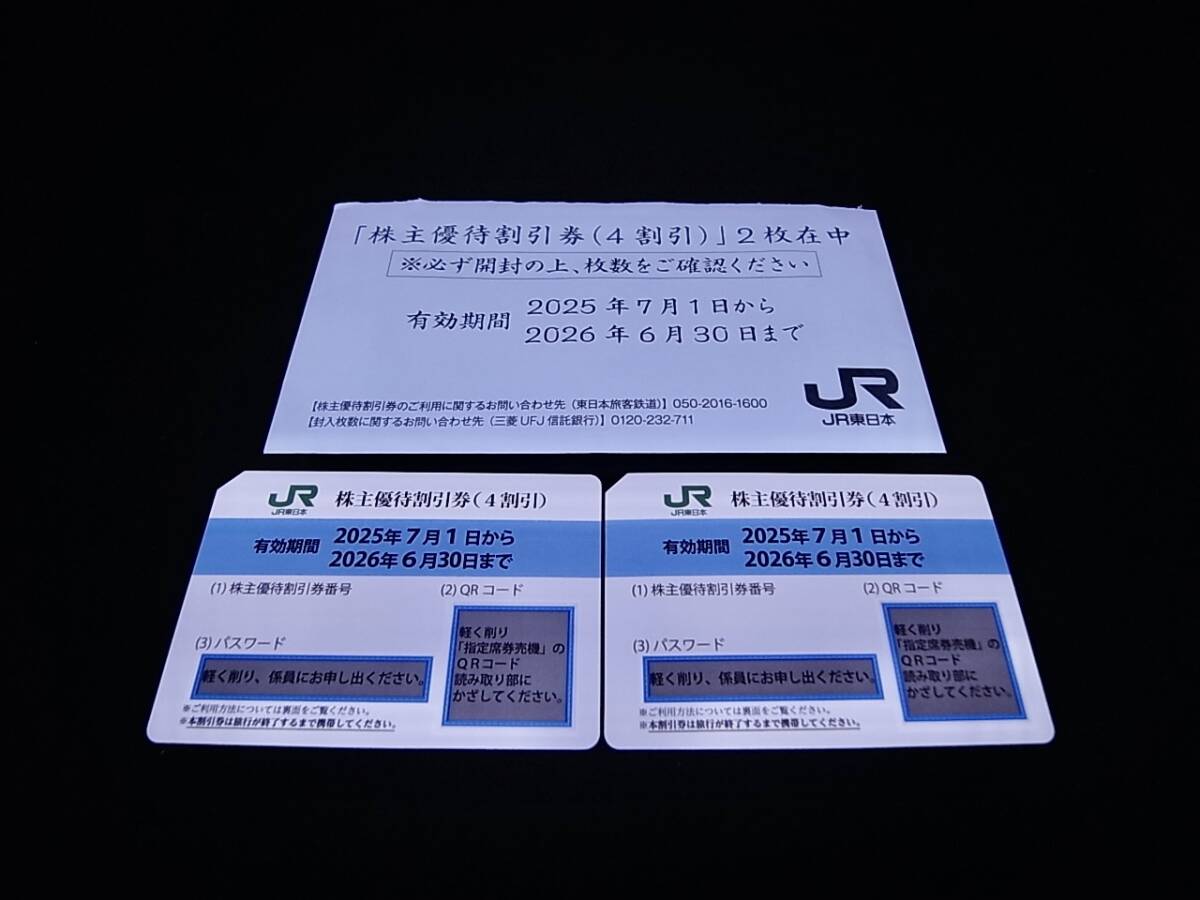 「株主優待割引券(4割引)」2枚在中
※必ず開封の上、枚数をご確認ください
有効期間 2025年7月1日から
2026年6月30日まで
【株主優待割引券のご利用に関するお問い合わせ先(東日本旅客鉄道)】050-2016-1600
【封入枚数に関するお問い合わせ先(三菱UFJ信託銀行)】0120-232-711
JR
JR東日本
JR
JR東日本
株主優待割引券(4割引)
有効期間 2025年7月1日から
2026年6月30日まで
(1)株主優待割引券番号
(2)QRコード
(3)パスワード
軽く削り、係員にお申し出ください。
軽く削り
「指定席券売機」の
QRコード
読み取り部に
かざしてください。
※ご利用方法については裏面をご覧ください。
※本割引券は旅行が終了するまで携帯してください。
JR
JR東日本
株主優待割引券(4割引)
有効期間 2025年7月1日から
2026年6月30日まで
(1)株主優待割引券番号
(2)QRコード
(3)パスワード
軽く削り、係員にお申し出ください。
軽く削り
「指定席券売機」の
QRコード
読み取り部に
かざしてください。
※ご利用方法については裏面をご覧ください。
※本割引券は旅行が終了するまで携帯してください。